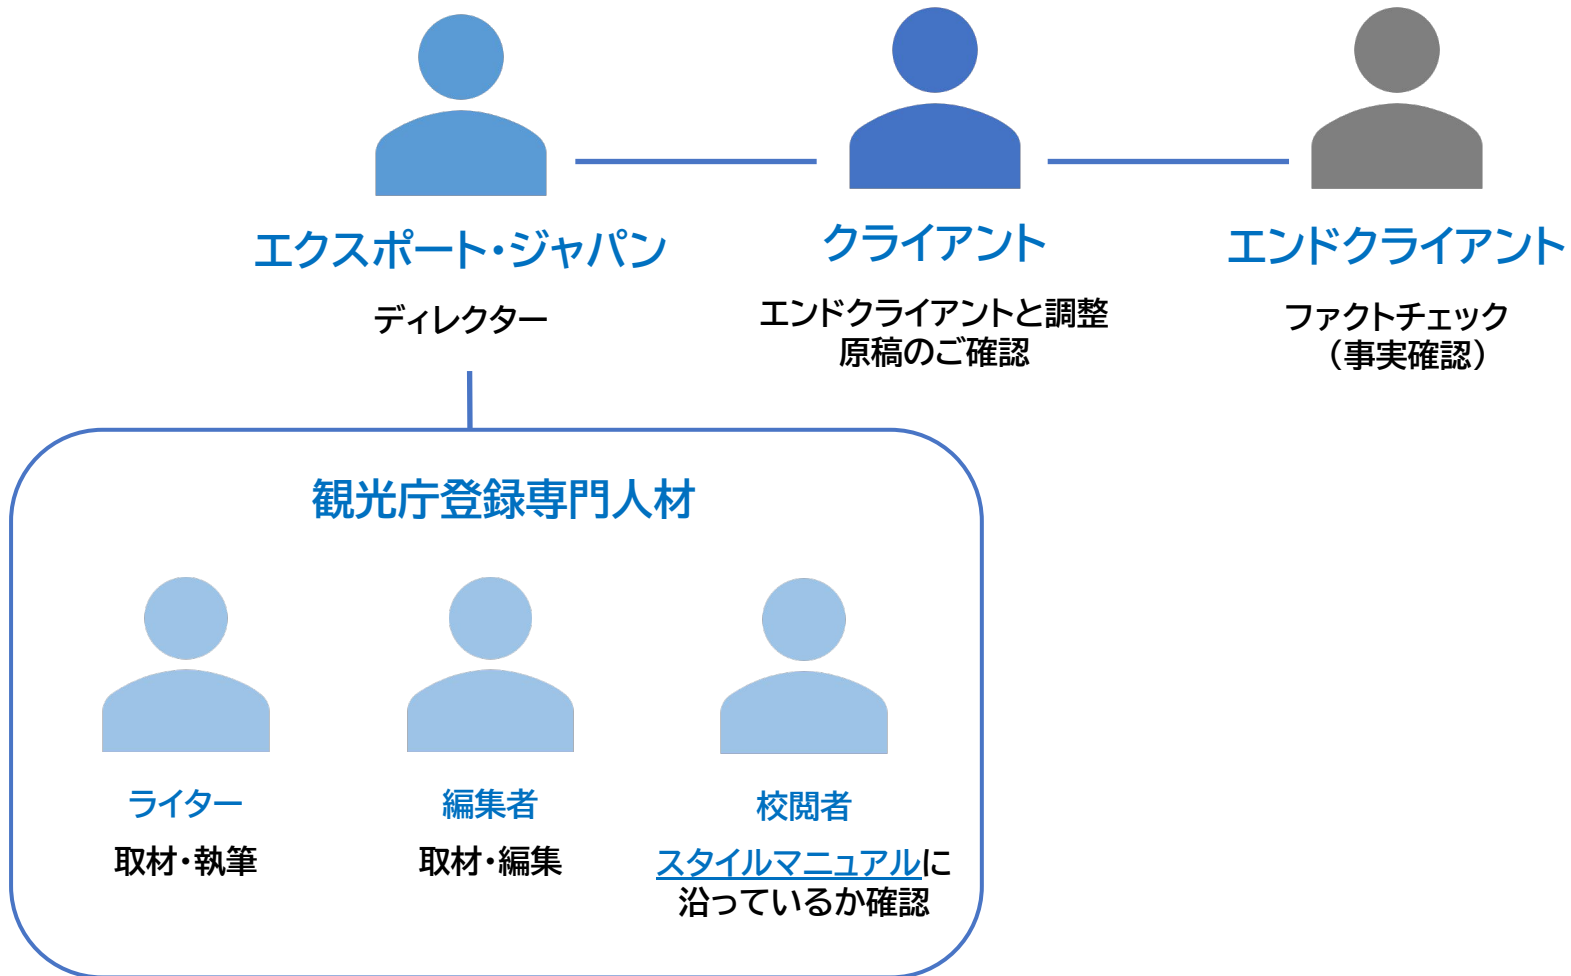 エクスポート・ジャパン
ディレクター
クライアント
エンドクライアントと調整
原稿のご確認
エンドクライアント
ファクトチェック
（事実確認）
観光庁登録専門人材
ライター
取材・執筆
編集者
取材・編集
校閲者
スタイルマニュアルに
沿っているか確認